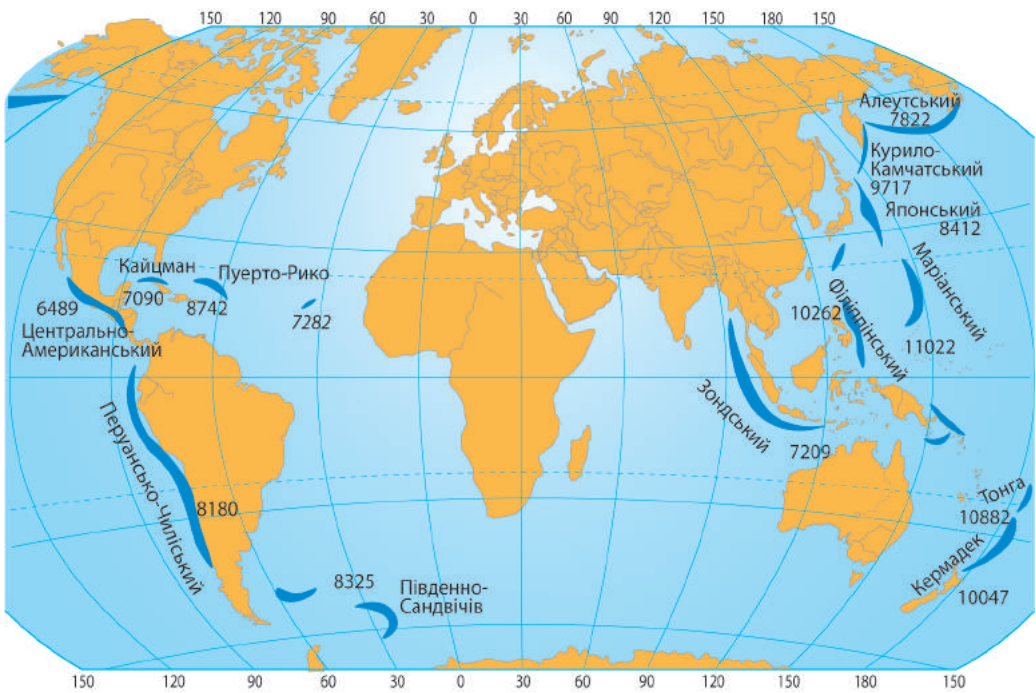 150 120 90 60 30 0 30 60 90 120 150 180 150
Алеутський
7822
Курило-
Камчатський
9717
Японський
8412
Маріанський
11022
Філіппінський
10262
Кайцман
7090
Пуерто-Рико
8742
7282
6489
Центрально-
Американський
Зондський
7209
Перуансько-Чиліський
8180
Тонга
10882
Кермадек
10047
8325
Південно-
Сандвічів
150 120 90 60 30 0 30 60 90 120 150 180 150